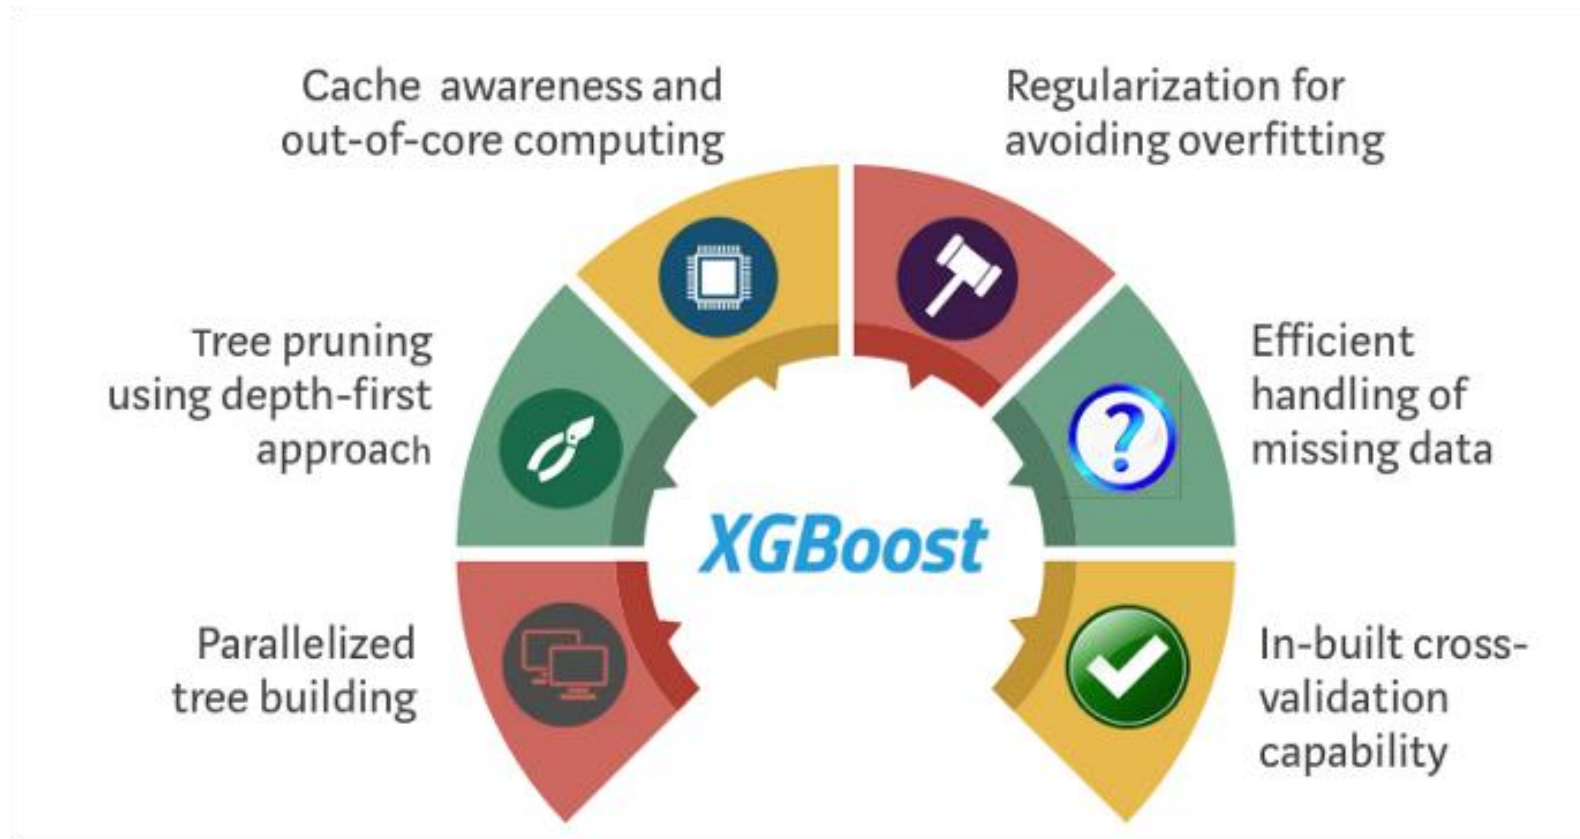 Cache awareness and
out-of-core computing
Regularization for
avoiding overfitting
Tree pruning
using depth-first
approach
Efficient
handling of
missing data
XGBoost
Parallelized
tree building
In-built cross-
validation
capability